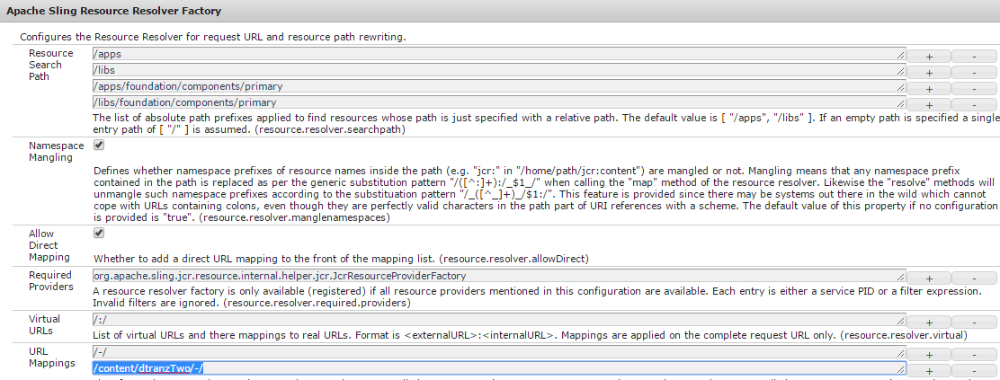 Apache Sling Resource Resolver Factory
Configures the Resource Resolver for request URL and resource path rewriting.
Resource Search Path
/apps
+ -
/libs
+ -
/apps/foundation/components/primary
+ -
/libs/foundation/components/primary
+ -
The list of absolute path prefixes applied to find resources whose path is just specified with a relative path. The default value is [ "/apps", "/libs" ]. If an empty path is specified a single
entry path of [ "/" ] is assumed. (resource.resolver.searchpath)
Namespace
Mangling
Defines whether namespace prefixes of resource names inside the path (e.g. "jcr:" in "/home/path/jcr:content") are mangled or not. Mangling means that any namespace prefix
contained in the path is replaced as per the generic substitution pattern "/([^:]+):/_$1_/" when calling the "map" method of the resource resolver. Likewise the "resolve" methods will
unmangle such namespace prefixes according to the substituation pattern "/_([^_]+)_/$1:/". This feature is provided since there may be systems out there in the wild which cannot
cope with URLs containing colons, even though they are perfectly valid characters in the path part of URI references with a scheme. The default value of this property if no configuration
is provided is "true". (resource.resolver.manglenamespaces)
Allow
Direct
Mapping
Whether to add a direct URL mapping to the front of the mapping list. (resource.resolver.allowDirect)
Required
Providers
org.apache.sling.jcr.resource.internal.helper.jcr.JcrResourceProviderFactory
+ -
A resource resolver factory is only available (registered) if all resource providers mentioned in this configuration are available. Each entry is either a service PID or a filter expression.
Invalid filters are ignored. (resource.resolver.required.providers)
Virtual
URLs
/:/
+ -
List of virtual URLs and there mappings to real URLs. Format is <externalURL>:<internalURL>. Mappings are applied on the complete request URL only. (resource.resolver.virtual)
URL
Mappings
/-/
+ -
/content/dtranzTwo/-/
+ -